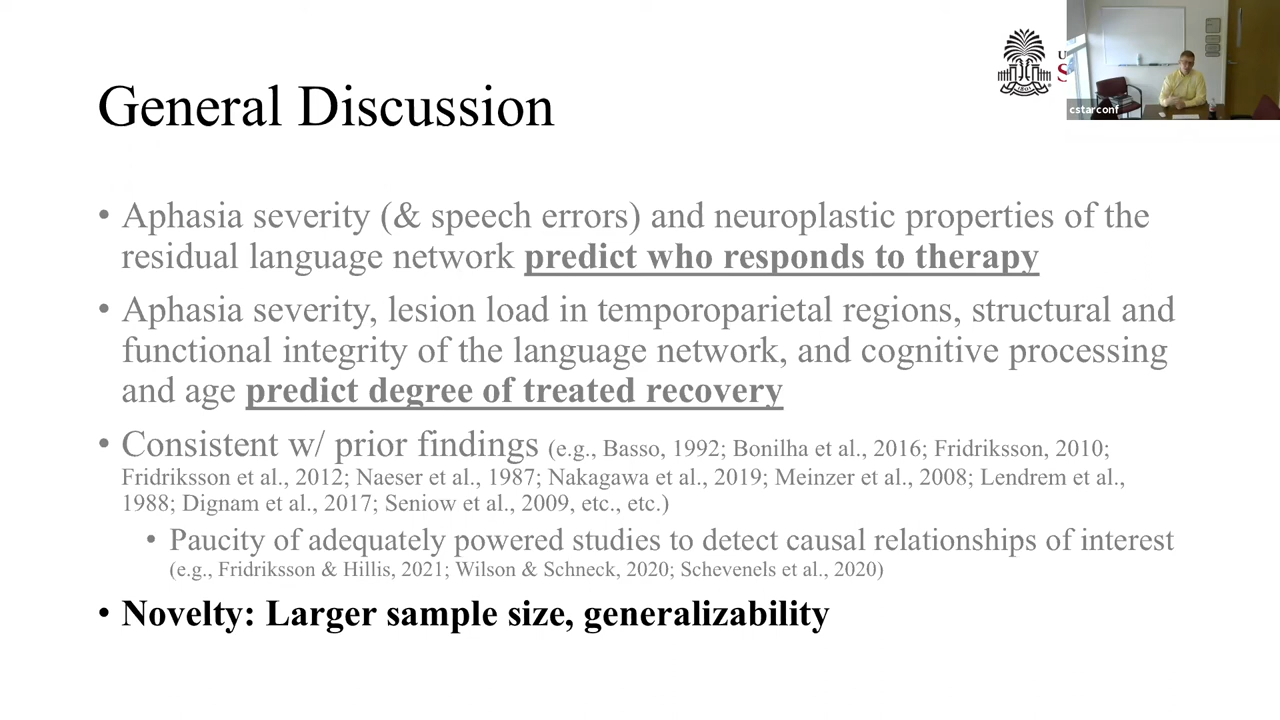 General Discussion
U
S
cstarconf
• Aphasia severity (& speech errors) and neuroplastic properties of the
residual language network predict who responds to therapy
• Aphasia severity, lesion load in temporoparietal regions, structural and
functional integrity of the language network, and cognitive processing
and age predict degree of treated recovery
• Consistent w/ prior findings (e.g., Basso, 1992; Bonilha et al., 2016; Fridriksson, 2010;
Fridriksson et al., 2012; Naeser et al., 1987; Nakagawa et al., 2019; Meinzer et al., 2008; Lendrem et al.,
1988; Dignam et al., 2017; Seniow et al., 2009, etc., etc.)
• Paucity of adequately powered studies to detect causal relationships of interest
(e.g., Fridriksson & Hillis, 2021; Wilson & Schneck, 2020; Schevenels et al., 2020)
• Novelty: Larger sample size, generalizability